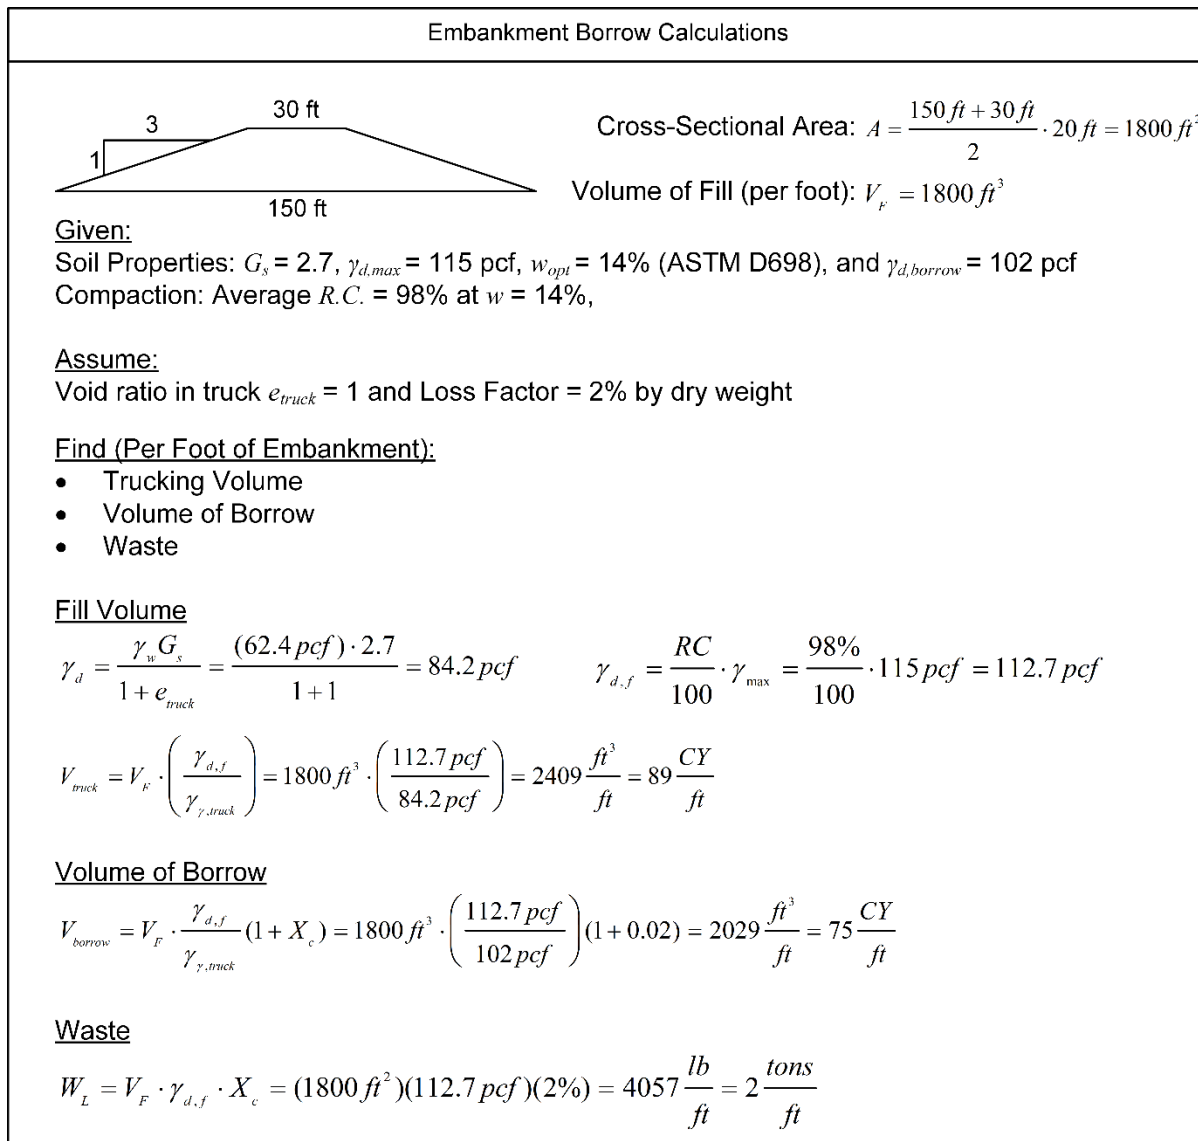 Embankment Borrow Calculations
30 ft
3
1
150 ft
Cross-Sectional Area: A = (150 ft + 30 ft)/2 · 20 ft = 1800 ft²
Volume of Fill (per foot): V_F = 1800 ft³
Given:
Soil Properties: G_s = 2.7, γ_d,max = 115 pcf, w_opt = 14% (ASTM D698), and γ_d,borrow = 102 pcf
Compaction: Average R.C. = 98% at w = 14%,
Assume:
Void ratio in truck e_truck = 1 and Loss Factor = 2% by dry weight
Find (Per Foot of Embankment):
• Trucking Volume
• Volume of Borrow
• Waste
Fill Volume
γ_d = (γ_w G_s)/(1 + e_truck) = ((62.4 pcf) · 2.7)/(1 + 1) = 84.2 pcf
γ_d,f = RC/100 · γ_max = 98%/100 · 115 pcf = 112.7 pcf
V_truck = V_F · (γ_d,f/γ_γ,truck) = 1800 ft³ · (112.7 pcf/84.2 pcf) = 2409 ft³/ft = 89 CY/ft
Volume of Borrow
V_borrow = V_F · γ_d,f/γ_γ,truck (1 + X_c) = 1800 ft³ · (112.7 pcf/102 pcf)(1 + 0.02) = 2029 ft³/ft = 75 CY/ft
Waste
W_L = V_F · γ_d,f · X_c = (1800 ft²)(112.7 pcf)(2%) = 4057 lb/ft = 2 tons/ft